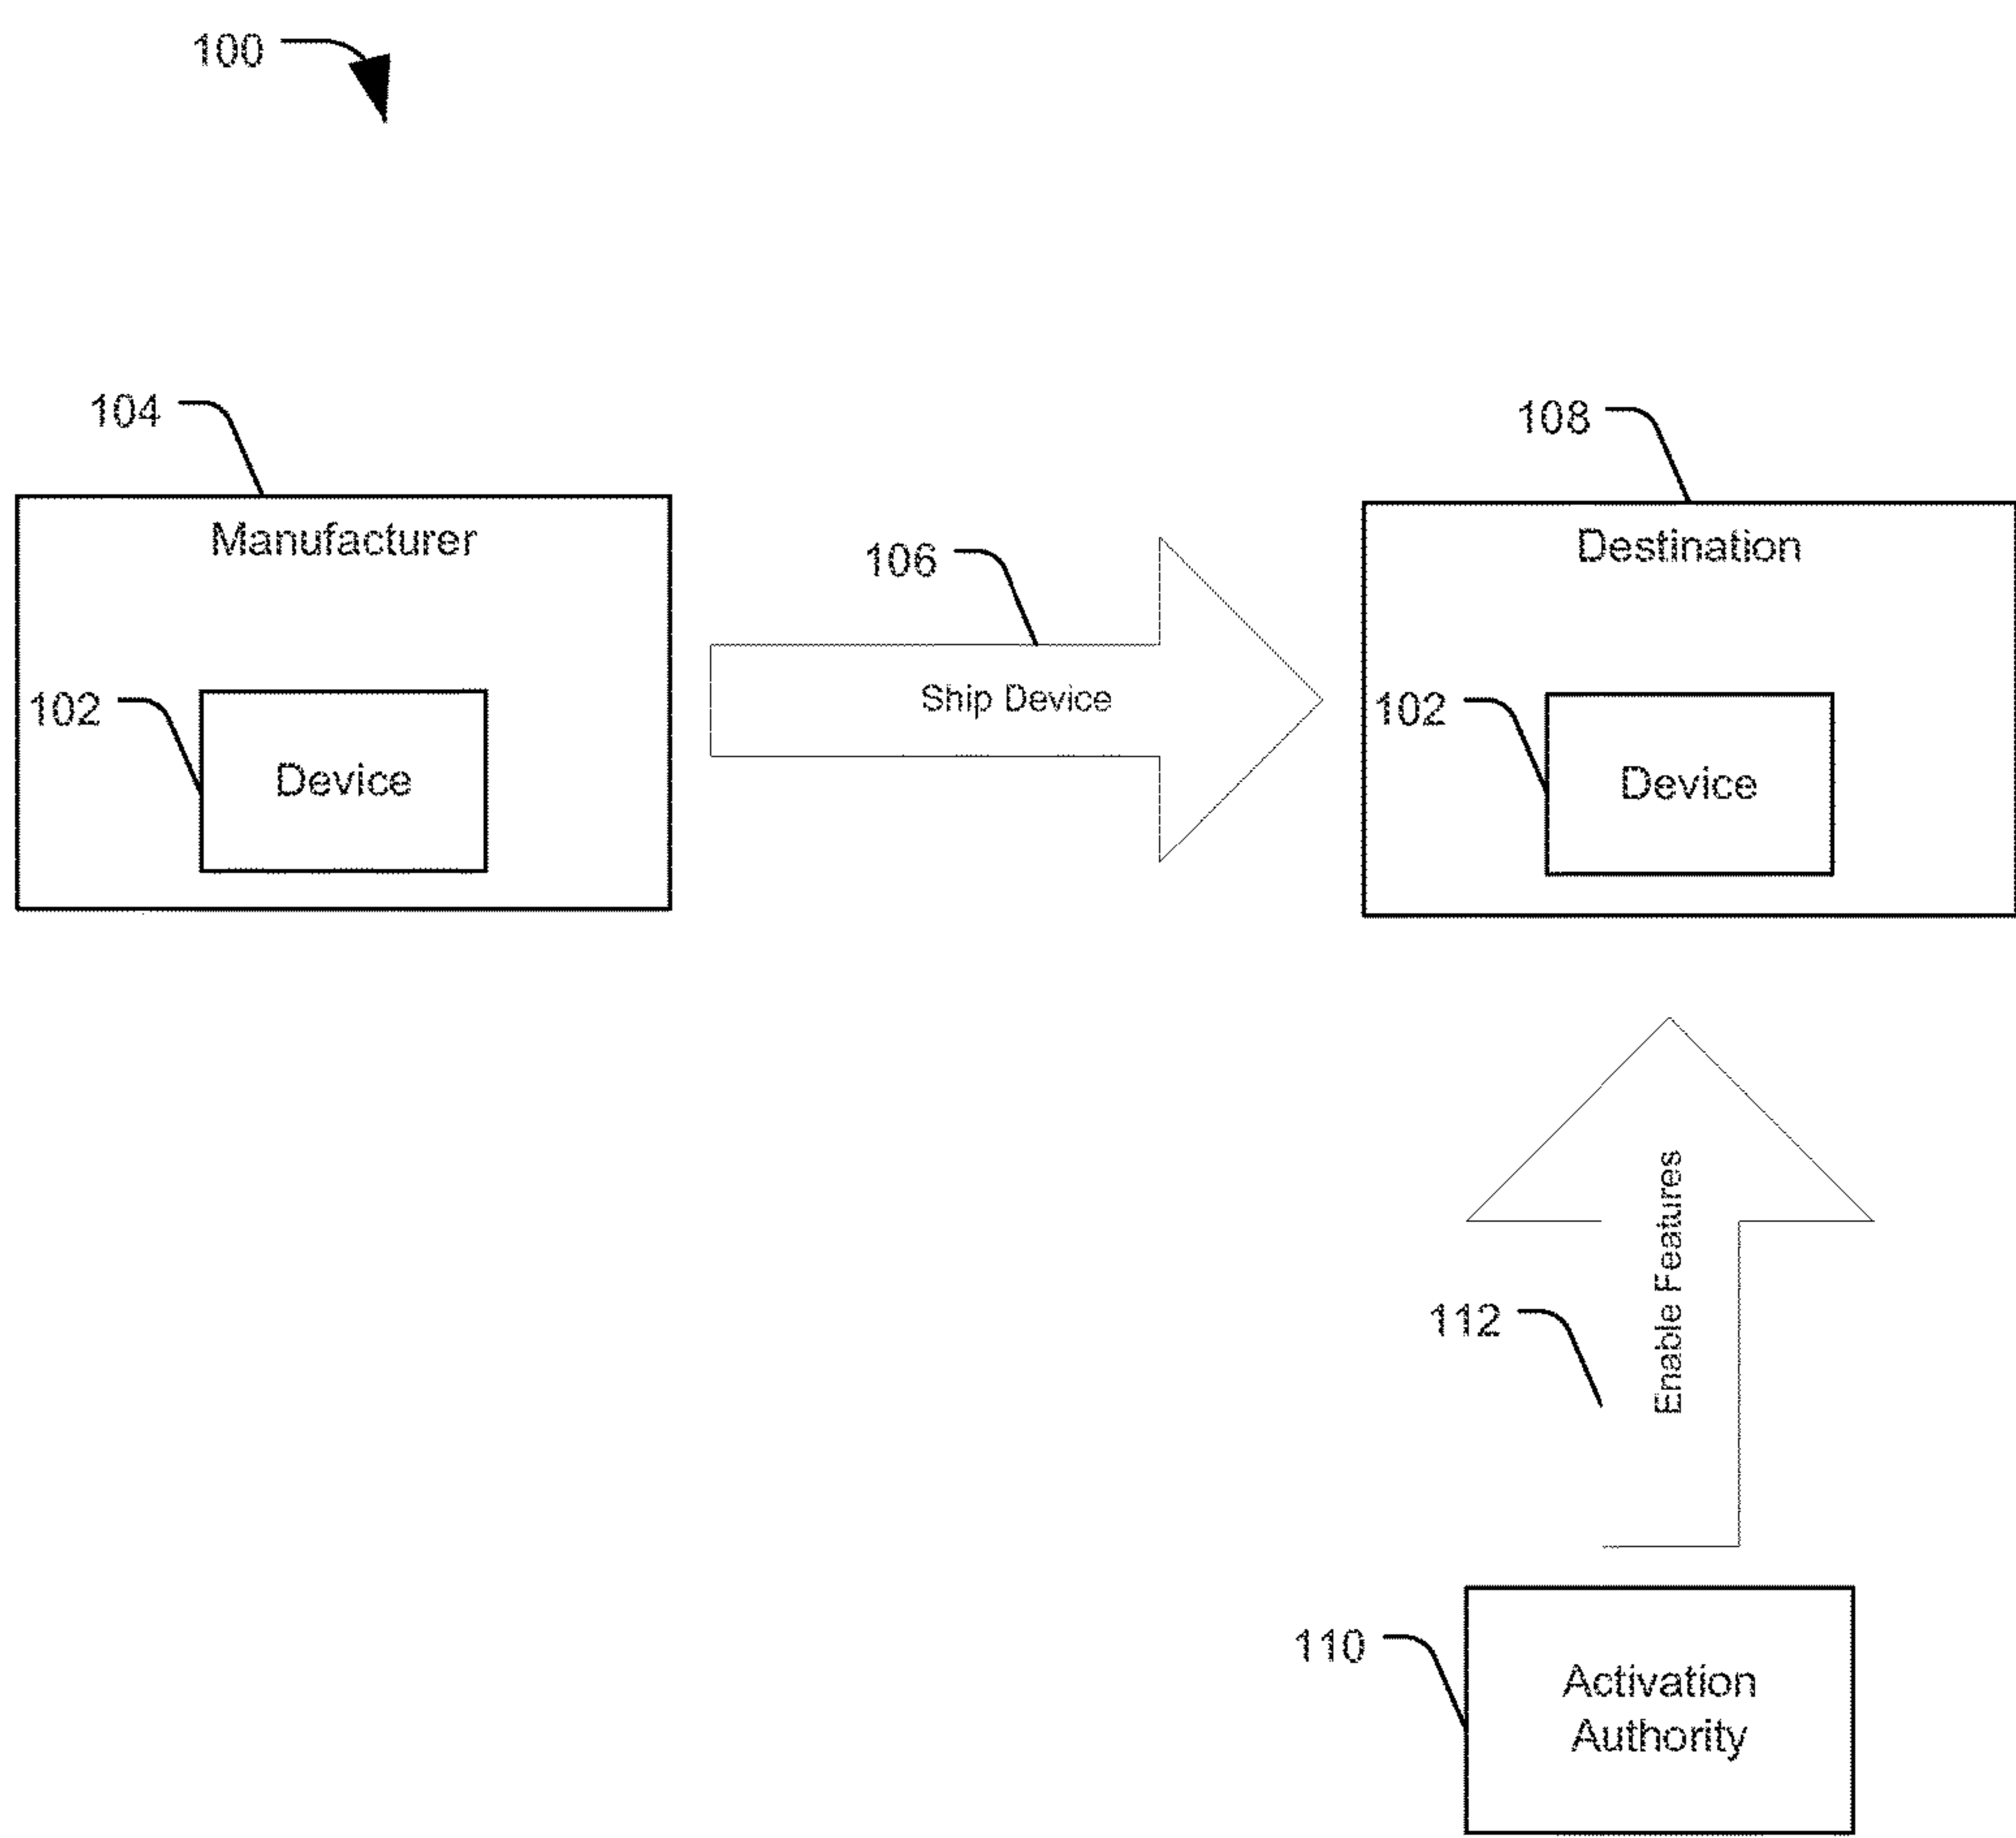 100
104
108
Manufacturer
Destination
106
Ship Device
102
Device
102
Device
Enable Features
112
110
Activation
Authority